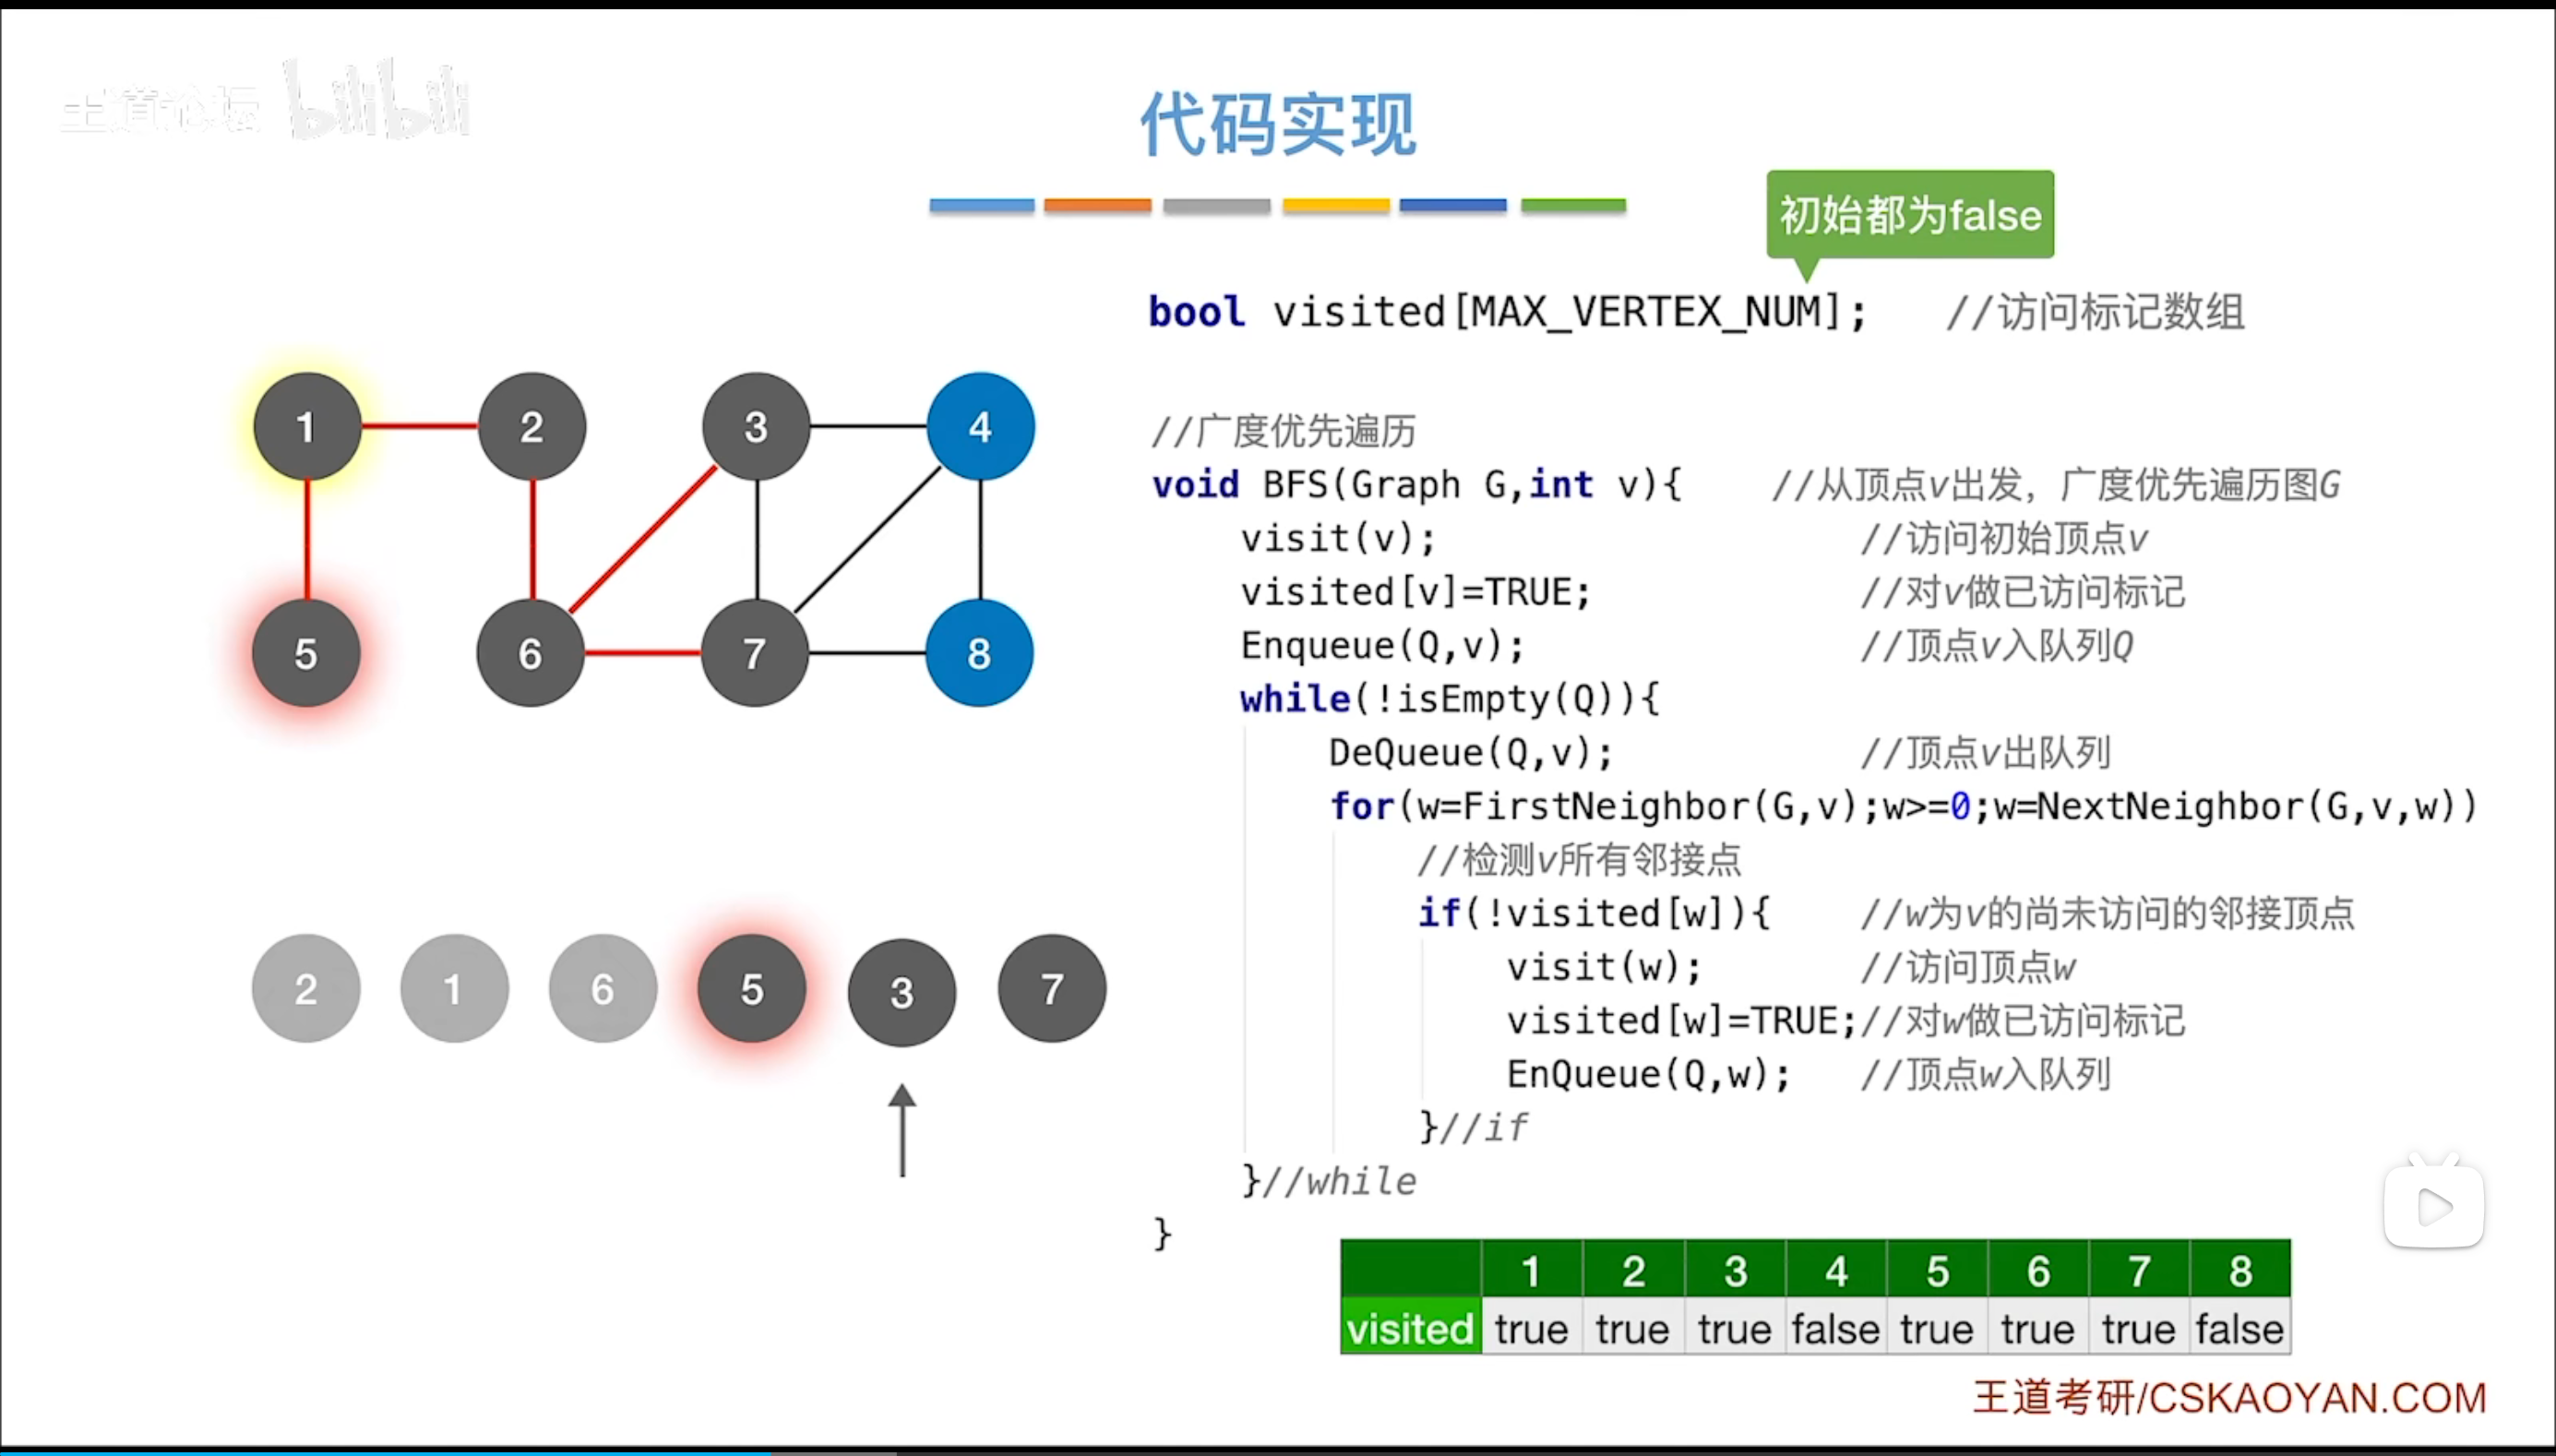 王道论坛 bilibili
代码实现
初始都为false
bool visited[MAX_VERTEX_NUM]; //访问标记数组
1 2 3 4
5 6 7 8
2 1 6 5 3 7
//广度优先遍历
void BFS(Graph G,int v){ //从顶点v出发，广度优先遍历图G
visit(v); //访问初始顶点v
visited[v]=TRUE; //对v做已访问标记
Enqueue(Q,v); //顶点v入队列Q
while(!isEmpty(Q)){
DeQueue(Q,v); //顶点v出队列
for(w=FirstNeighbor(G,v);w>=0;w=NextNeighbor(G,v,w))
//检测v所有邻接点
if(!visited[w]){ //w为v的尚未访问的邻接顶点
visit(w); //访问顶点w
visited[w]=TRUE;//对w做已访问标记
EnQueue(Q,w); //顶点w入队列
}//if
}//while
}
1 2 3 4 5 6 7 8
visited true true true false true true true false
王道考研/CSKAOYAN.COM